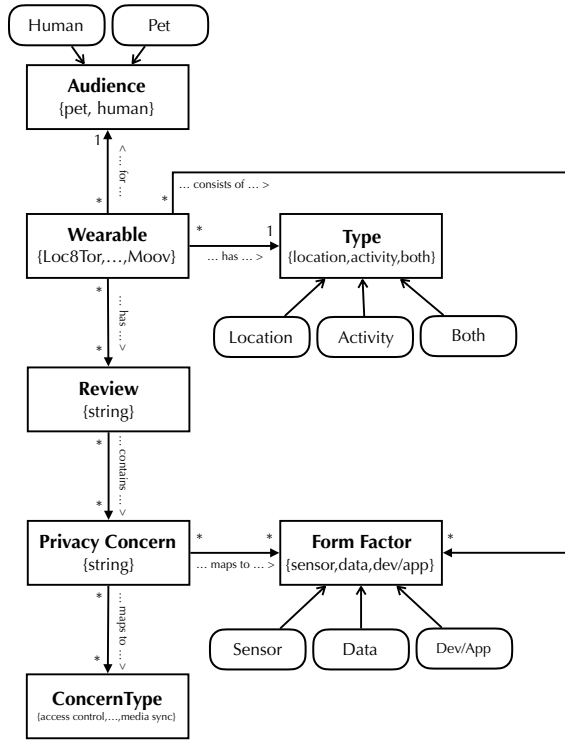 Human
Pet
Audience
{pet, human}
1
< ... for ...
*
*
... consists of ... >
Wearable
{Loc8Tor,...,Moov}
*
1
... has ... >
Type
{location,activity,both}
*
... has ... >
*
Location
Activity
Both
Review
{string}
*
... contains ... >
*
Privacy Concern
{string}
*
*
... maps to ... >
Form Factor
{sensor,data,dev/app}
*
*
... maps to ... >
*
Sensor
Data
Dev/App
ConcernType
{access control,...,media sync}